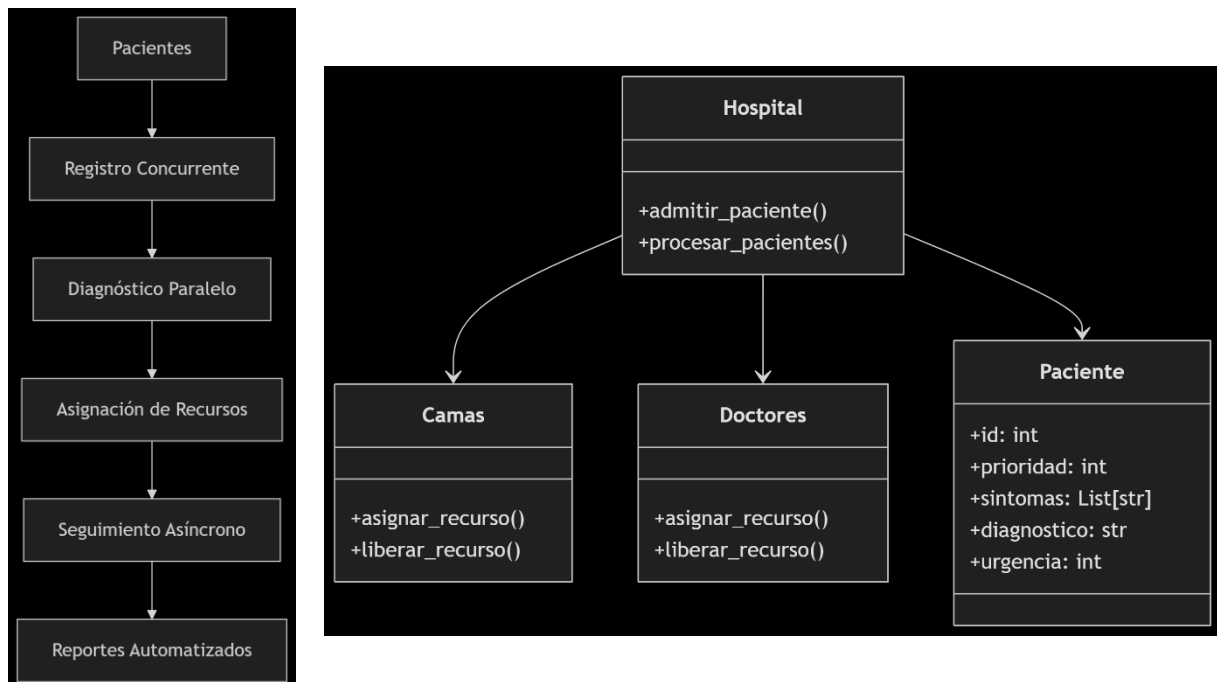 Pacientes
Registro Concurrente
Diagnóstico Paralelo
Asignación de Recursos
Seguimiento Asíncrono
Reportes Automatizados
Hospital
+admitir_paciente()
+procesar_pacientes()
Camas
+asignar_recurso()
+liberar_recurso()
Doctores
+asignar_recurso()
+liberar_recurso()
Paciente
+id: int
+prioridad: int
+sintomas: List[str]
+diagnostico: str
+urgencia: int